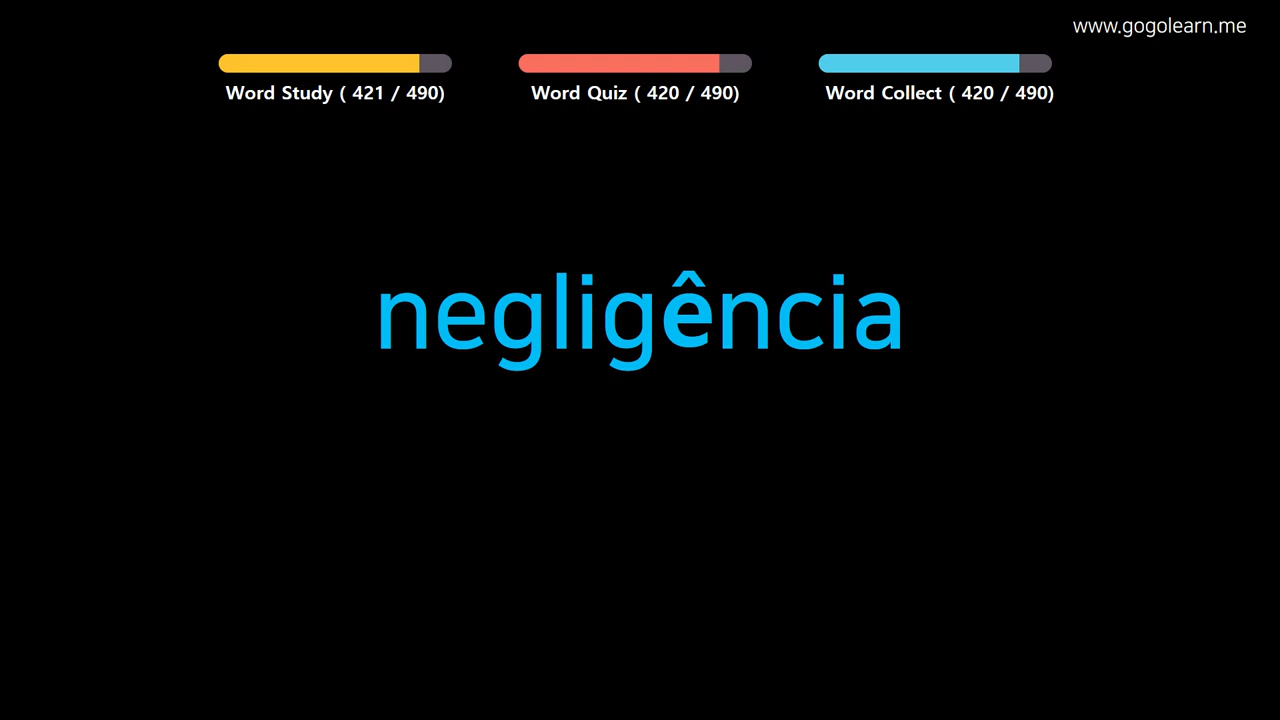 www.gogolearn.me
Word Study ( 421 / 490)
Word Quiz ( 420 / 490)
Word Collect ( 420 / 490)
negligência